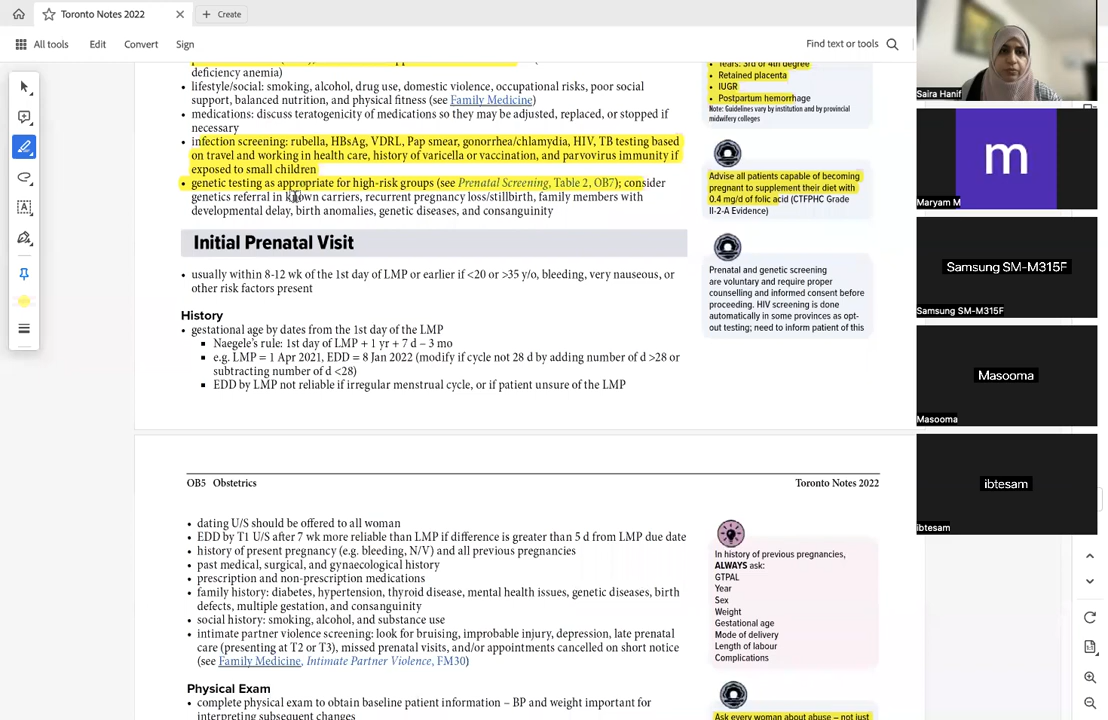 Toronto Notes 2022
Create
All tools
Edit
Convert
Sign
Find text or tools
deficiency anemia)
• lifestyle/social: smoking, alcohol, drug use, domestic violence, occupational risks, poor social
support, balanced nutrition, and physical fitness (see Family Medicine)
• medications: discuss teratogenicity of medications so they may be adjusted, replaced, or stopped if
necessary
• infection screening: rubella, HBsAg, VDRL, Pap smear, gonorrhea/chlamydia, HIV, TB testing based
on travel and working in health care, history of varicella or vaccination, and parvovirus immunity if
exposed to small children
• genetic testing as appropriate for high-risk groups (see Prenatal Screening, Table 2, OB7); consider
genetics referral in known carriers, recurrent pregnancy loss/stillbirth, family members with
developmental delay, birth anomalies, genetic diseases, and consanguinity
Initial Prenatal Visit
• usually within 8-12 wk of the 1st day of LMP or earlier if <20 or >35 y/o, bleeding, very nauseous, or
other risk factors present
History
• gestational age by dates from the 1st day of the LMP
▪ Naegele's rule: 1st day of LMP + 1 yr + 7 d – 3 mo
▪ e.g. LMP = 1 Apr 2021, EDD = 8 Jan 2022 (modify if cycle not 28 d by adding number of d >28 or
subtracting number of d <28)
▪ EDD by LMP not reliable if irregular menstrual cycle, or if patient unsure of the LMP
• Years: 3rd or 4th degree
• Retained placenta
• IUGR
• Postpartum hemorrhage
Note: Guidelines vary by institution and by provincial
midwifery colleges
Advise all patients capable of becoming
pregnant to supplement their diet with
0.4 mg/d of folic acid (CTFPHC Grade
II-2-A Evidence)
Prenatal and genetic screening
are voluntary and require proper
counselling and informed consent before
proceeding. HIV screening is done
automatically in some provinces as opt-
out testing; need to inform patient of this
OB5 Obstetrics
Toronto Notes 2022
• dating U/S should be offered to all woman
• EDD by T1 U/S after 7 wk more reliable than LMP if difference is greater than 5 d from LMP due date
• history of present pregnancy (e.g. bleeding, N/V) and all previous pregnancies
• past medical, surgical, and gynaecological history
• prescription and non-prescription medications
• family history: diabetes, hypertension, thyroid disease, mental health issues, genetic diseases, birth
defects, multiple gestation, and consanguinity
• social history: smoking, alcohol, and substance use
• intimate partner violence screening: look for bruising, improbable injury, depression, late prenatal
care (presenting at T2 or T3), missed prenatal visits, and/or appointments cancelled on short notice
(see Family Medicine, Intimate Partner Violence, FM30)
Physical Exam
• complete physical exam to obtain baseline patient information – BP and weight important for
interpreting subsequent changes
In history of previous pregnancies,
ALWAYS ask:
GTPAL
Year
Sex
Weight
Gestational age
Mode of delivery
Length of labour
Complications
Ask every woman about abuse – not just
Saira Hanif
m
Maryam M
Samsung SM-M315F
Samsung SM-M315F
Masooma
Masooma
ibtesam
ibtesam